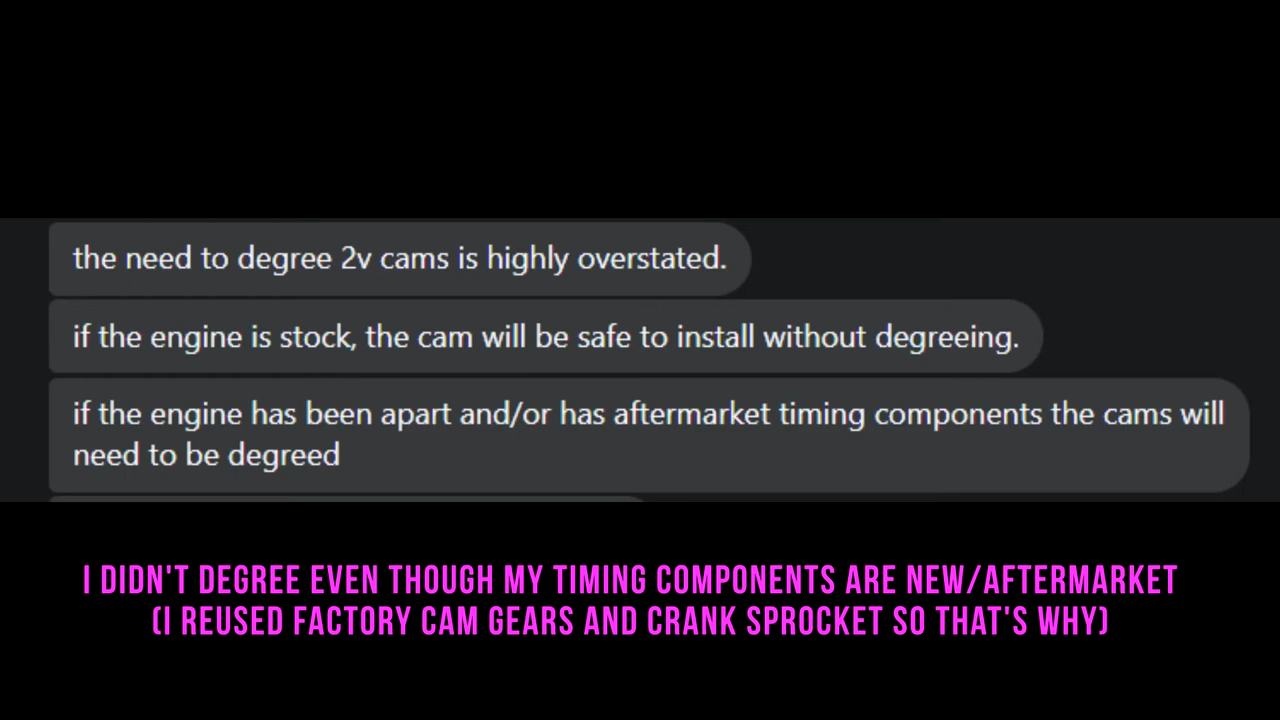 the need to degree 2v cams is highly overstated.
if the engine is stock, the cam will be safe to install without degreeing.
if the engine has been apart and/or has aftermarket timing components the cams will
need to be degreed
I DIDN'T DEGREE EVEN THOUGH MY TIMING COMPONENTS ARE NEW/AFTERMARKET
(I REUSED FACTORY CAM GEARS AND CRANK SPROCKET SO THAT'S WHY)